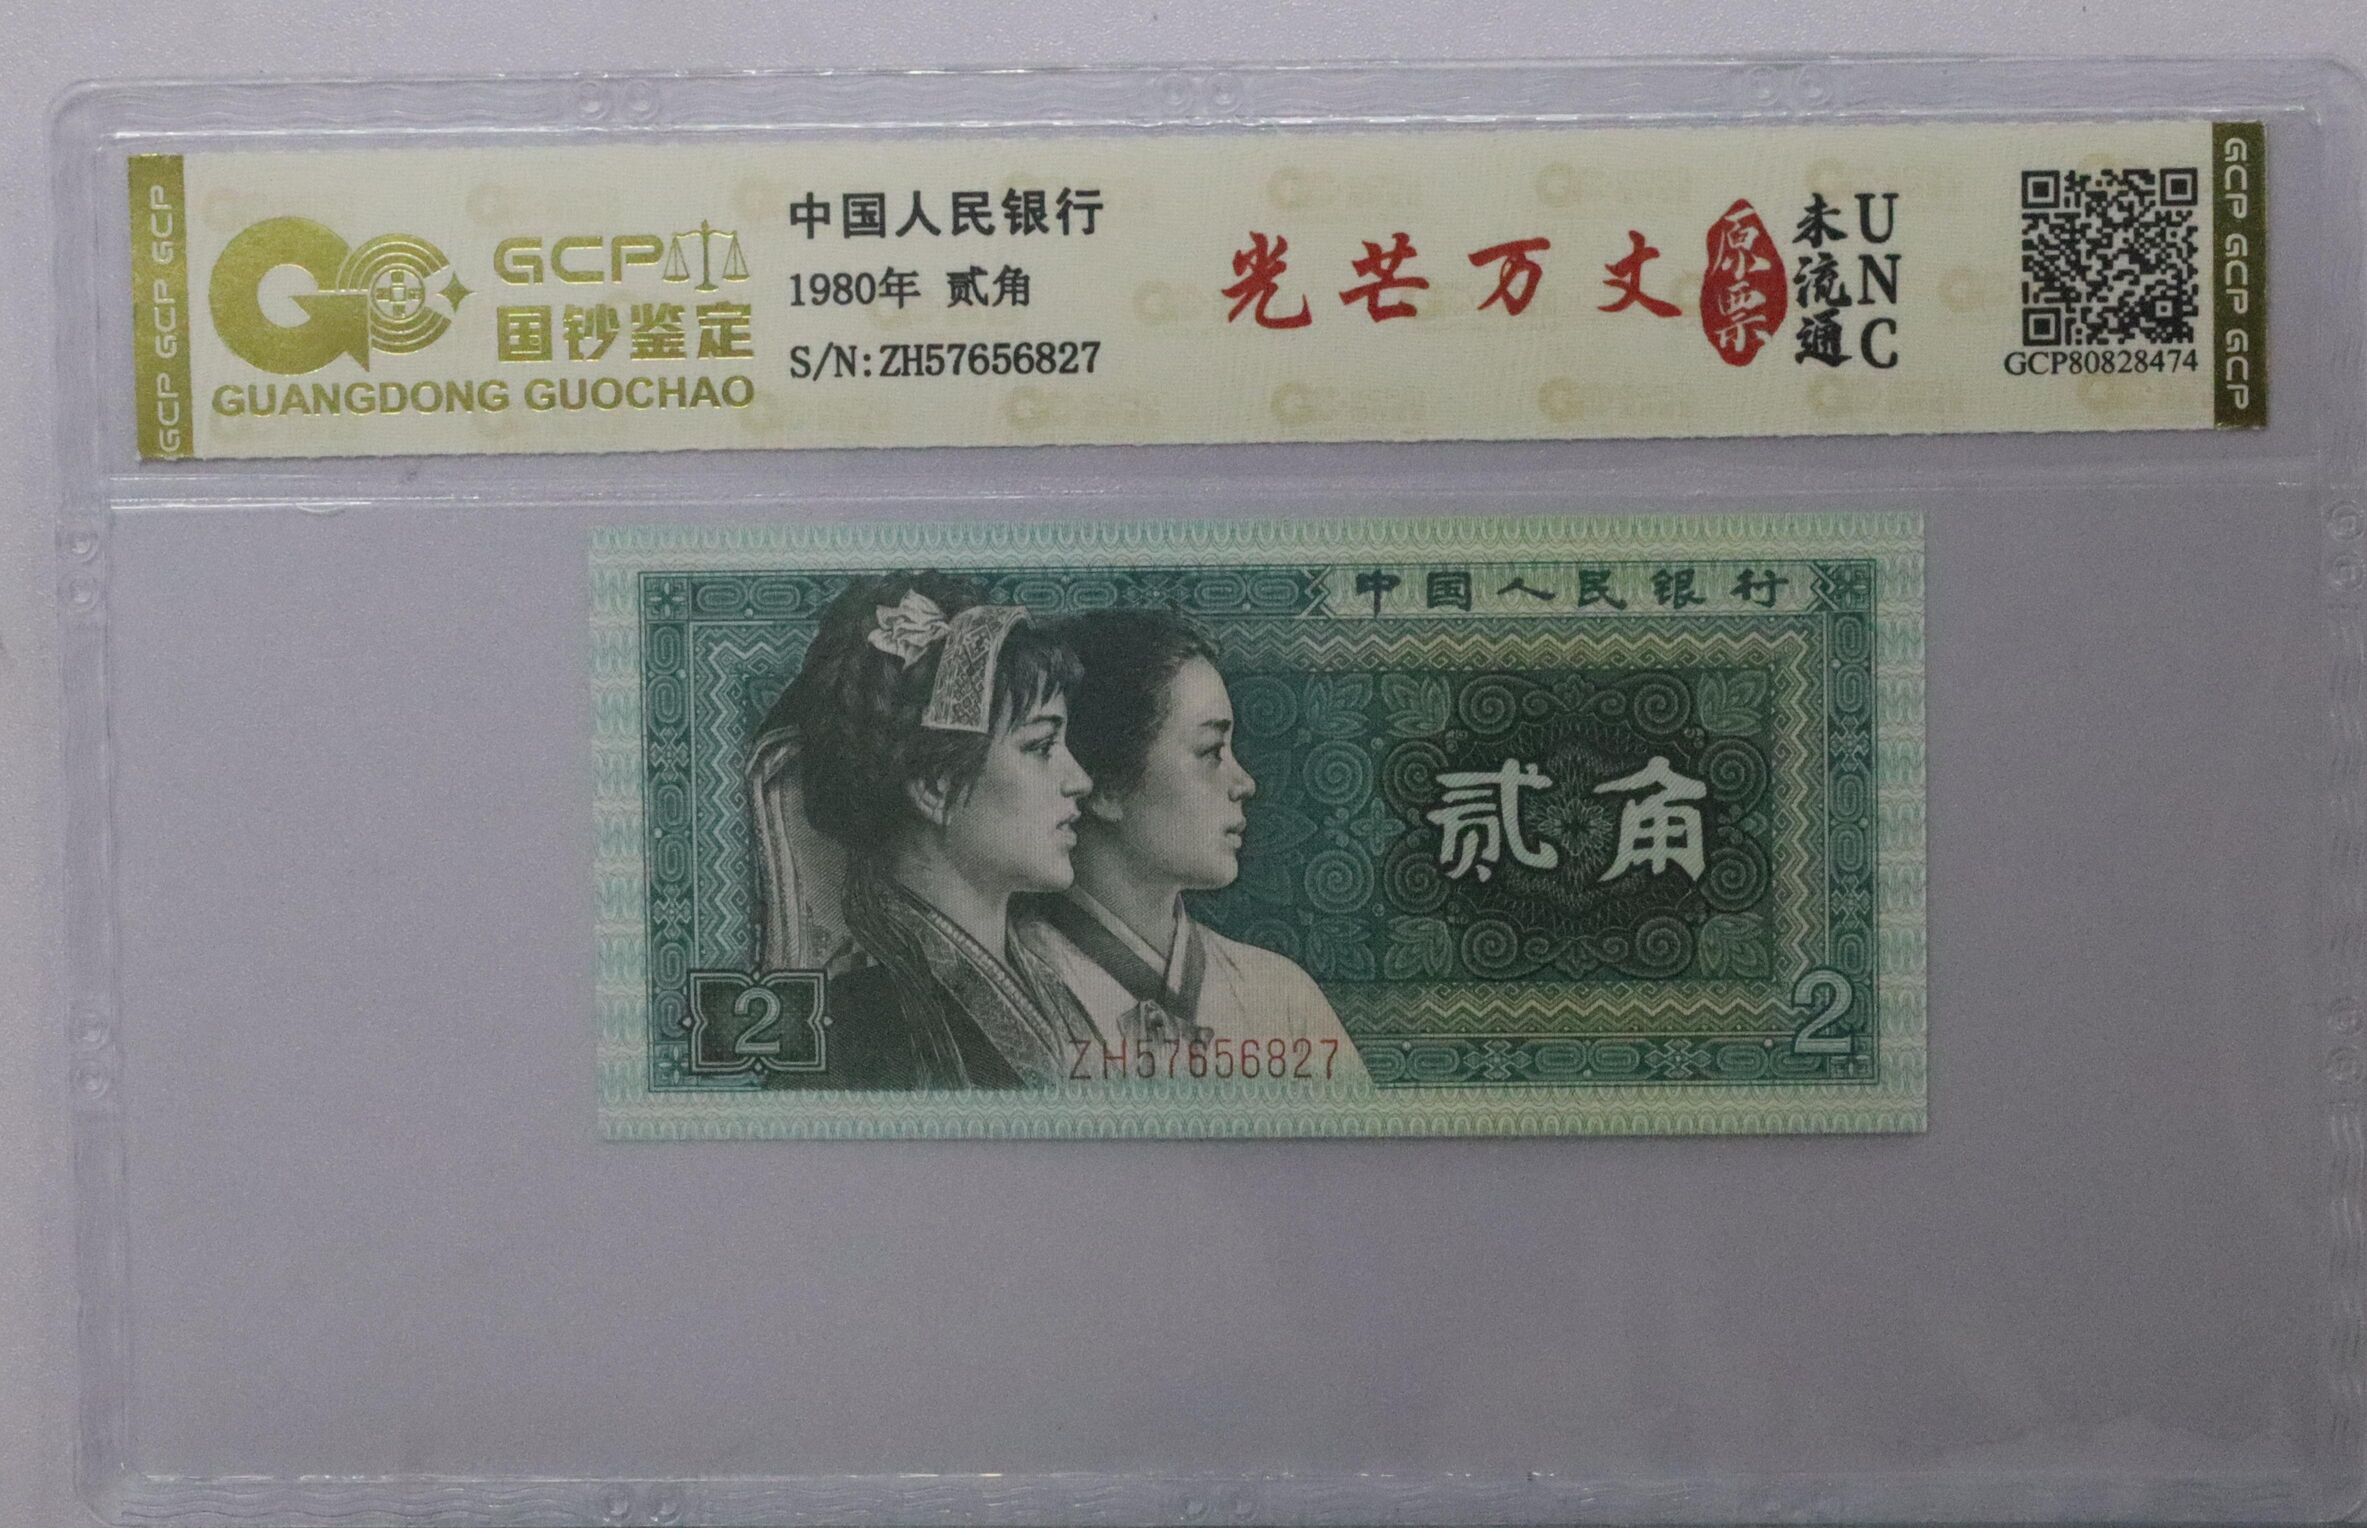 GCP GCP GCP
GCP
国钞鉴定
GUANGDONG GUOCHAO
中国人民银行
1980年 贰角
S/N:ZH57656827
光芒万丈
原票
未流通
UNC
GCP80828474
GCP GCP GCP
中国人民银行
贰角
2
2
ZH57656827